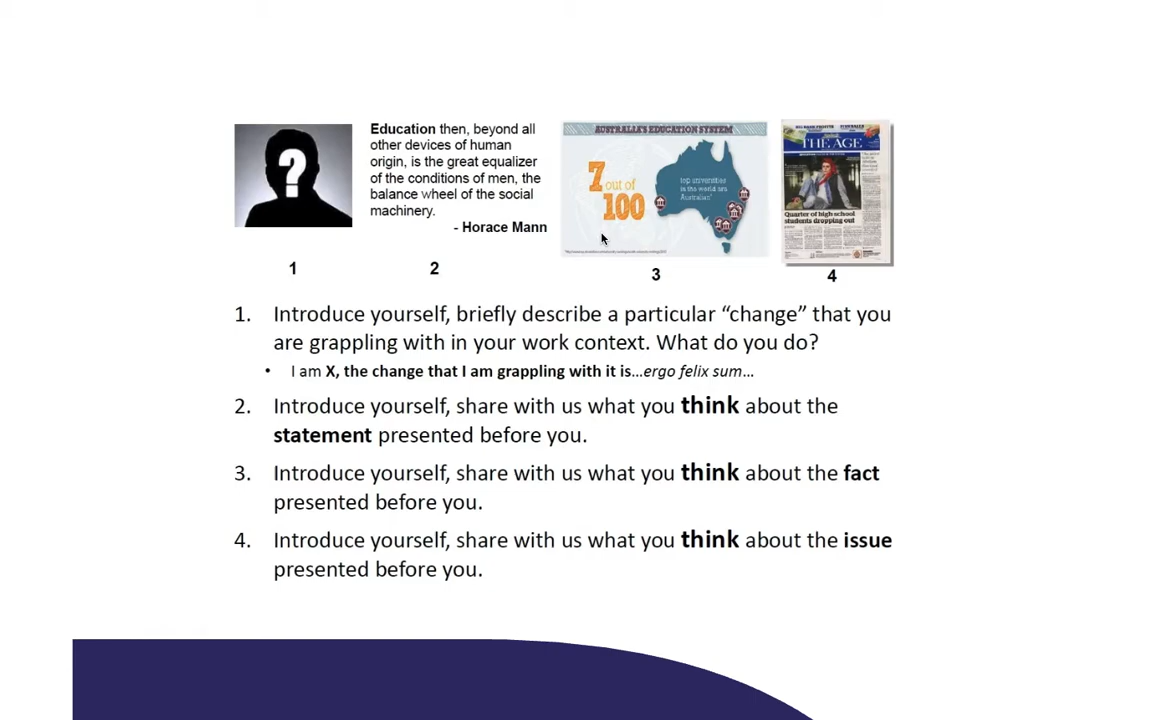 ?
Education then, beyond all
other devices of human
origin, is the great equalizer
of the conditions of men, the
balance wheel of the social
machinery.
- Horace Mann
AUSTRALIA'S EDUCATION SYSTEM
7 out of
100
top universities
in the world are
Australian*
THE AGE
Quarter of high school
students dropping out
1
2
3
4
1. Introduce yourself, briefly describe a particular “change” that you
are grappling with in your work context. What do you do?
• I am X, the change that I am grappling with it is…ergo felix sum…
2. Introduce yourself, share with us what you think about the
statement presented before you.
3. Introduce yourself, share with us what you think about the fact
presented before you.
4. Introduce yourself, share with us what you think about the issue
presented before you.